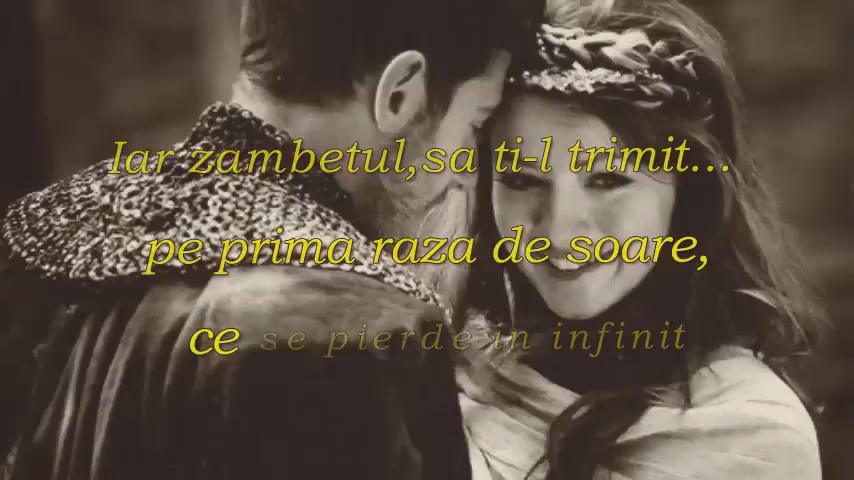 Iar zambetul,sa ti-l trimit...
pe prima raza de soare,
ce se pierde in infinit